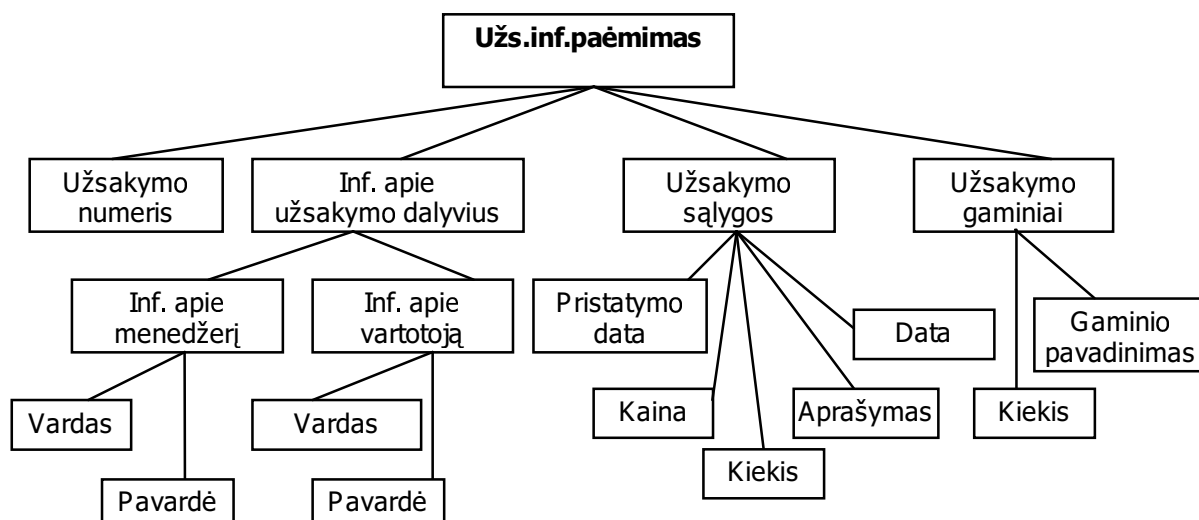 Užs.inf.paėmimas
Užsakymo
numeris
Inf. apie
užsakymo dalyvius
Užsakymo
sąlygos
Užsakymo
gaminiai
Inf. apie
menedžerį
Inf. apie
vartotoją
Pristatymo
data
Data
Gaminio
pavadinimas
Vardas
Vardas
Kaina
Aprašymas
Kiekis
Kiekis
Pavardė
Pavardė